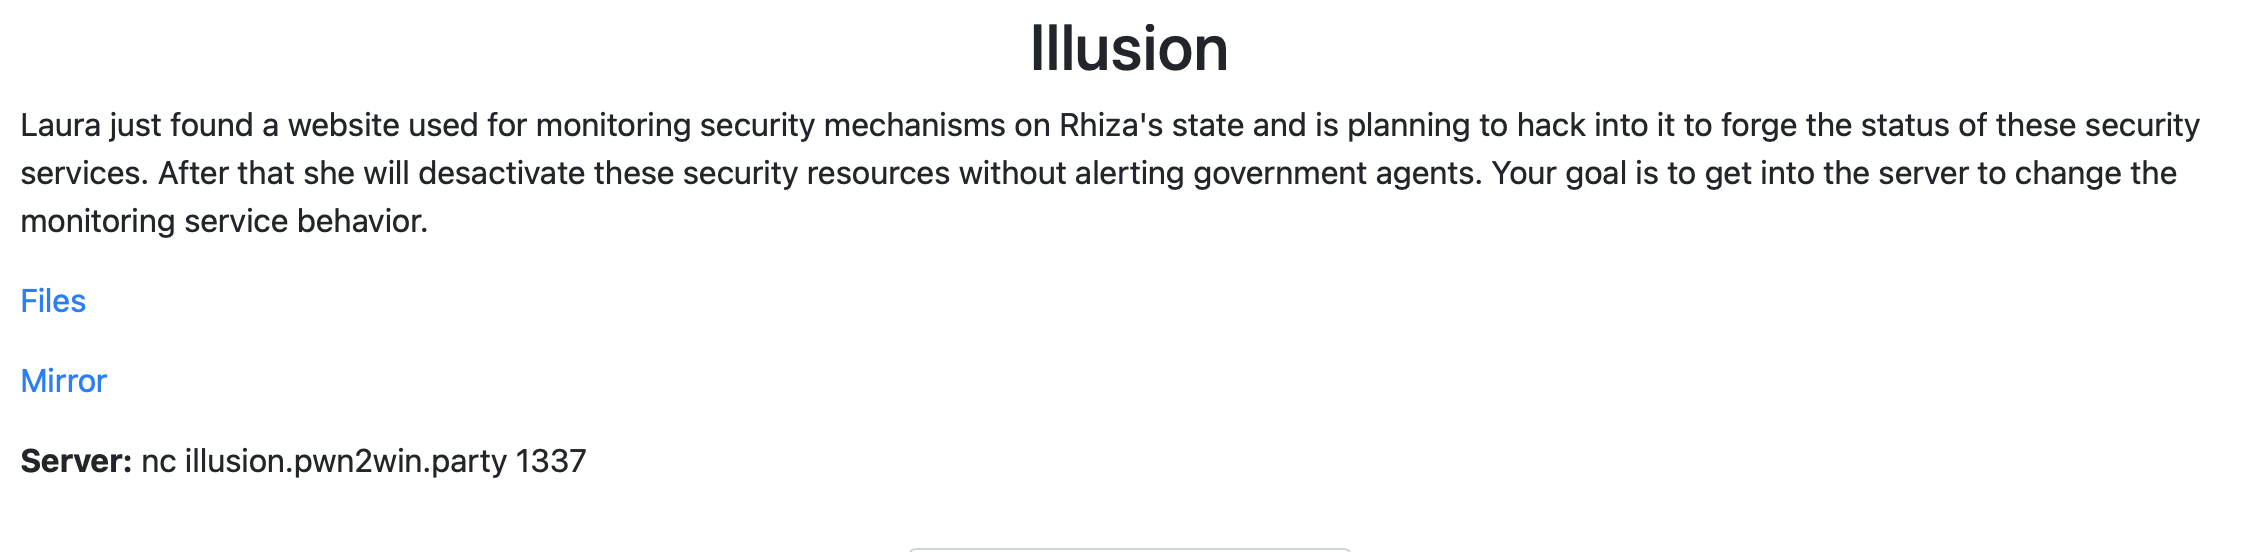 Illusion
Laura just found a website used for monitoring security mechanisms on Rhiza's state and is planning to hack into it to forge the status of these security
services. After that she will desactivate these security resources without alerting government agents. Your goal is to get into the server to change the
monitoring service behavior.
Files
Mirror
Server: nc illusion.pwn2win.party 1337